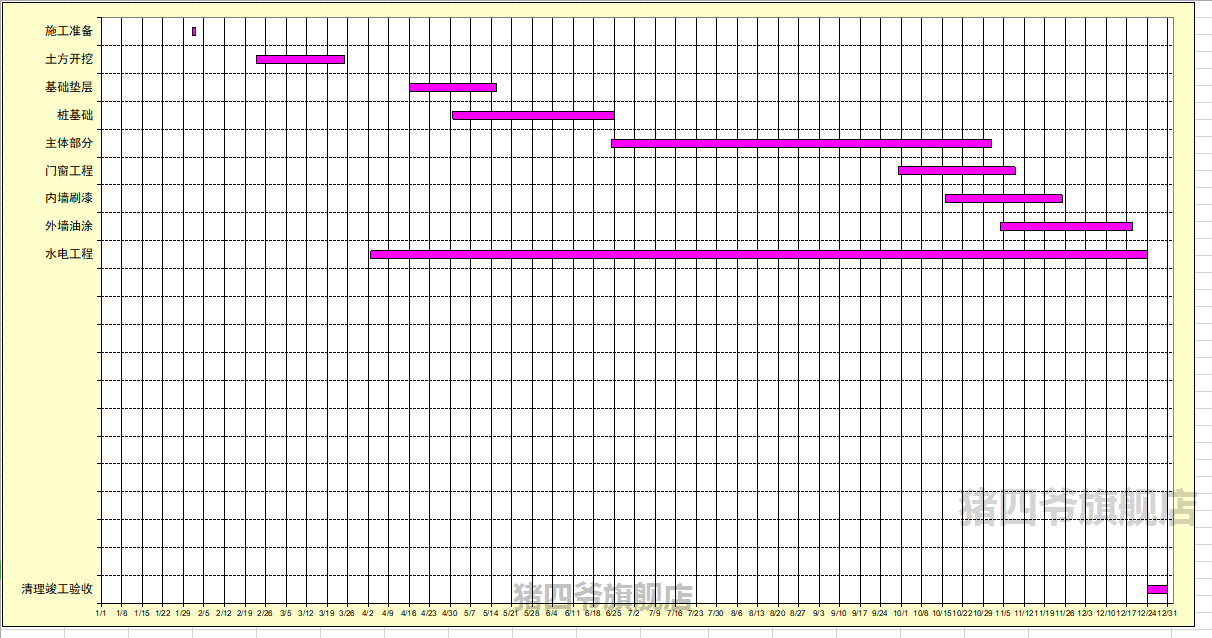 施工准备
土方开挖
基础垫层
桩基础
主体部分
门窗工程
内墙刷漆
外墙油涂
水电工程
猪四爷旗舰店
清理竣工验收
猪四爷旗舰店
1/1 1/8 1/15 1/22 1/29 2/5 2/12 2/19 2/26 3/5 3/12 3/19 3/26 4/2 4/9 4/16 4/23 4/30 5/7 5/14 5/21 5/28 6/4 6/11 6/18 6/25 7/2 7/9 7/16 7/23 7/30 8/6 8/13 8/20 8/27 9/3 9/10 9/17 9/24 10/1 10/8 10/15 10/22 10/29 11/5 11/12 11/19 11/26 12/3 12/10 12/17 12/24 12/31